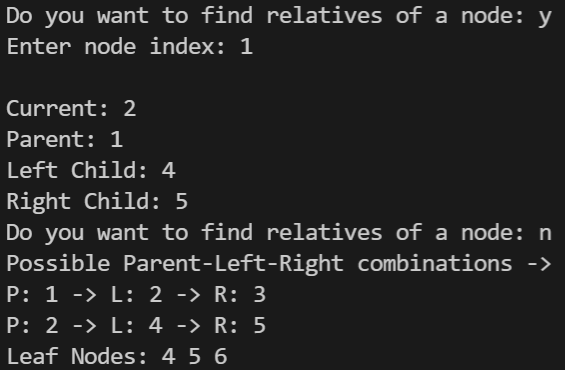 Do you want to find relatives of a node: y
Enter node index: 1
Current: 2
Parent: 1
Left Child: 4
Right Child: 5
Do you want to find relatives of a node: n
Possible Parent-Left-Right combinations ->
P: 1 -> L: 2 -> R: 3
P: 2 -> L: 4 -> R: 5
Leaf Nodes: 4 5 6